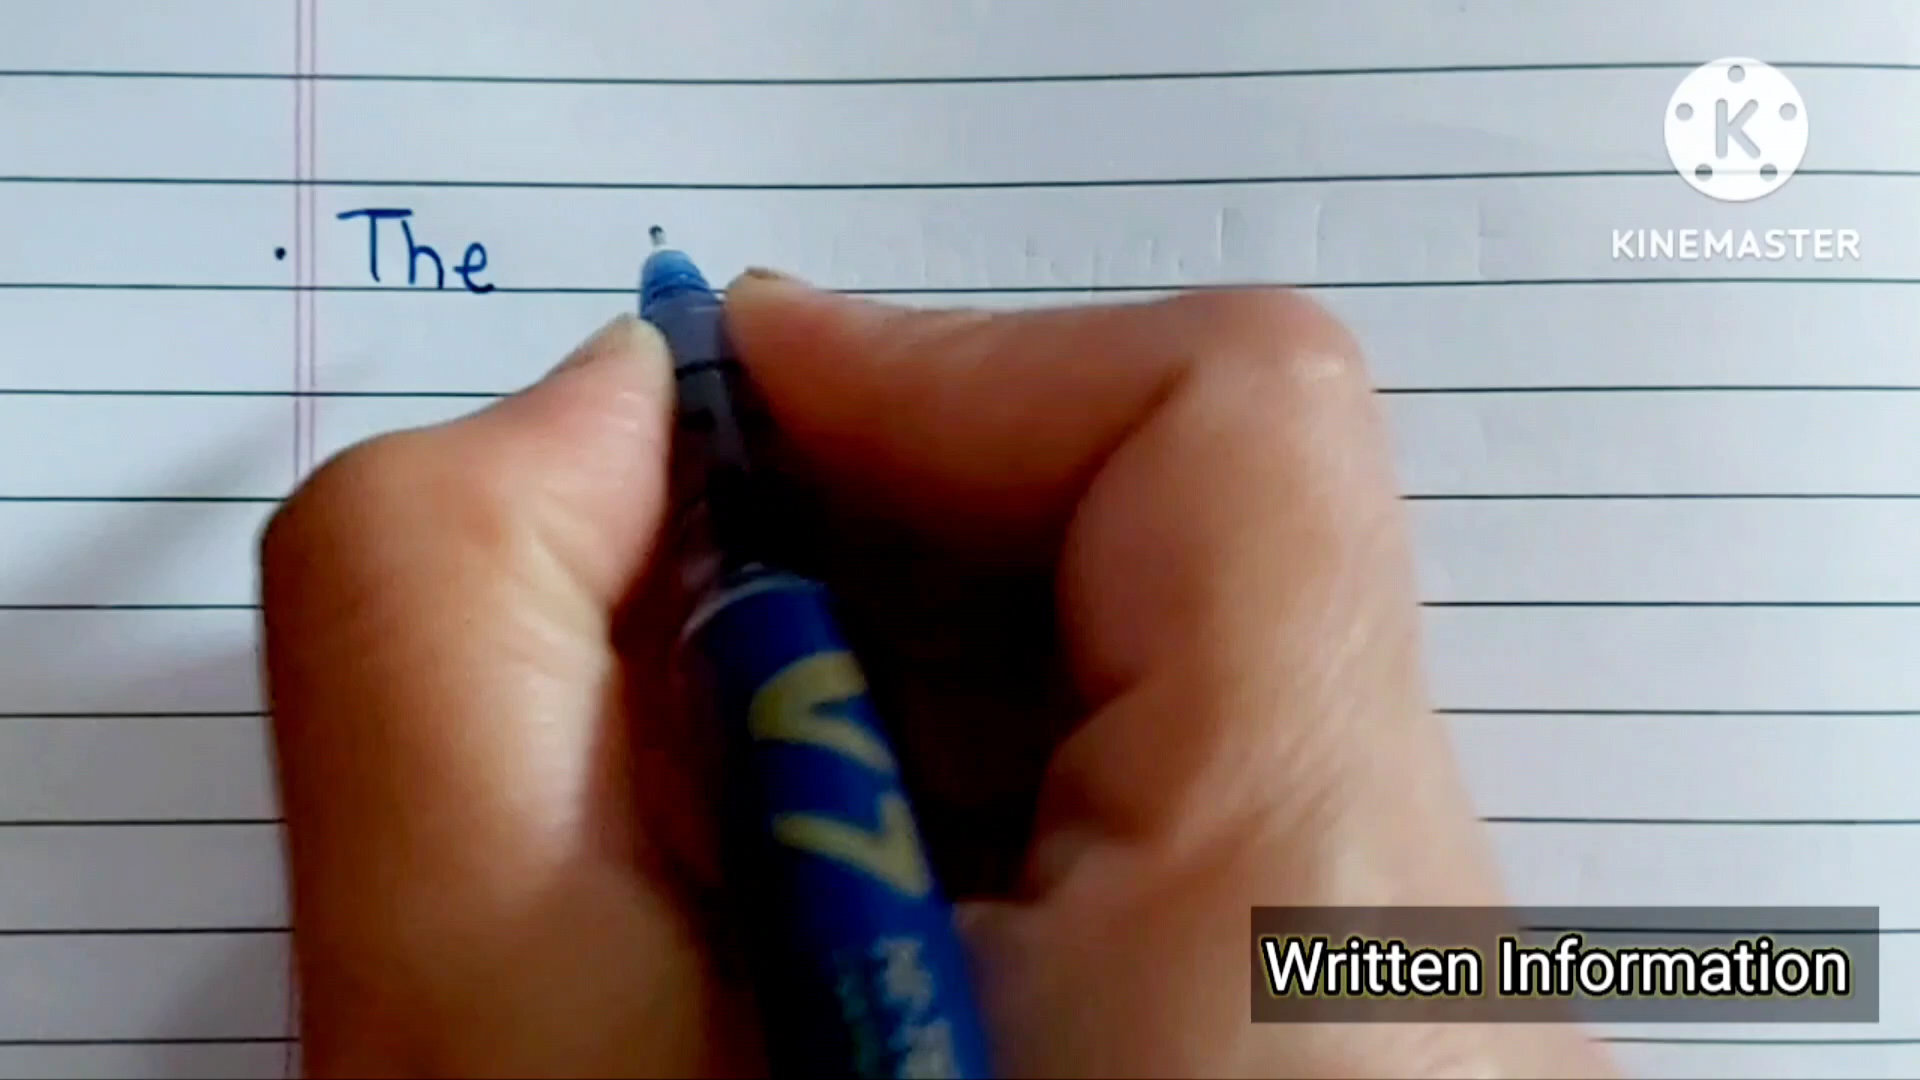 K
KINEMASTER
· The
Written Information